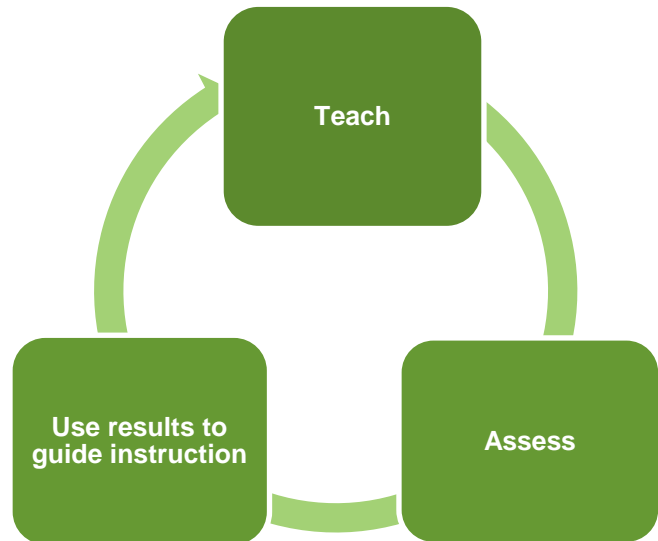 Teach
Use results to
guide instruction
Assess